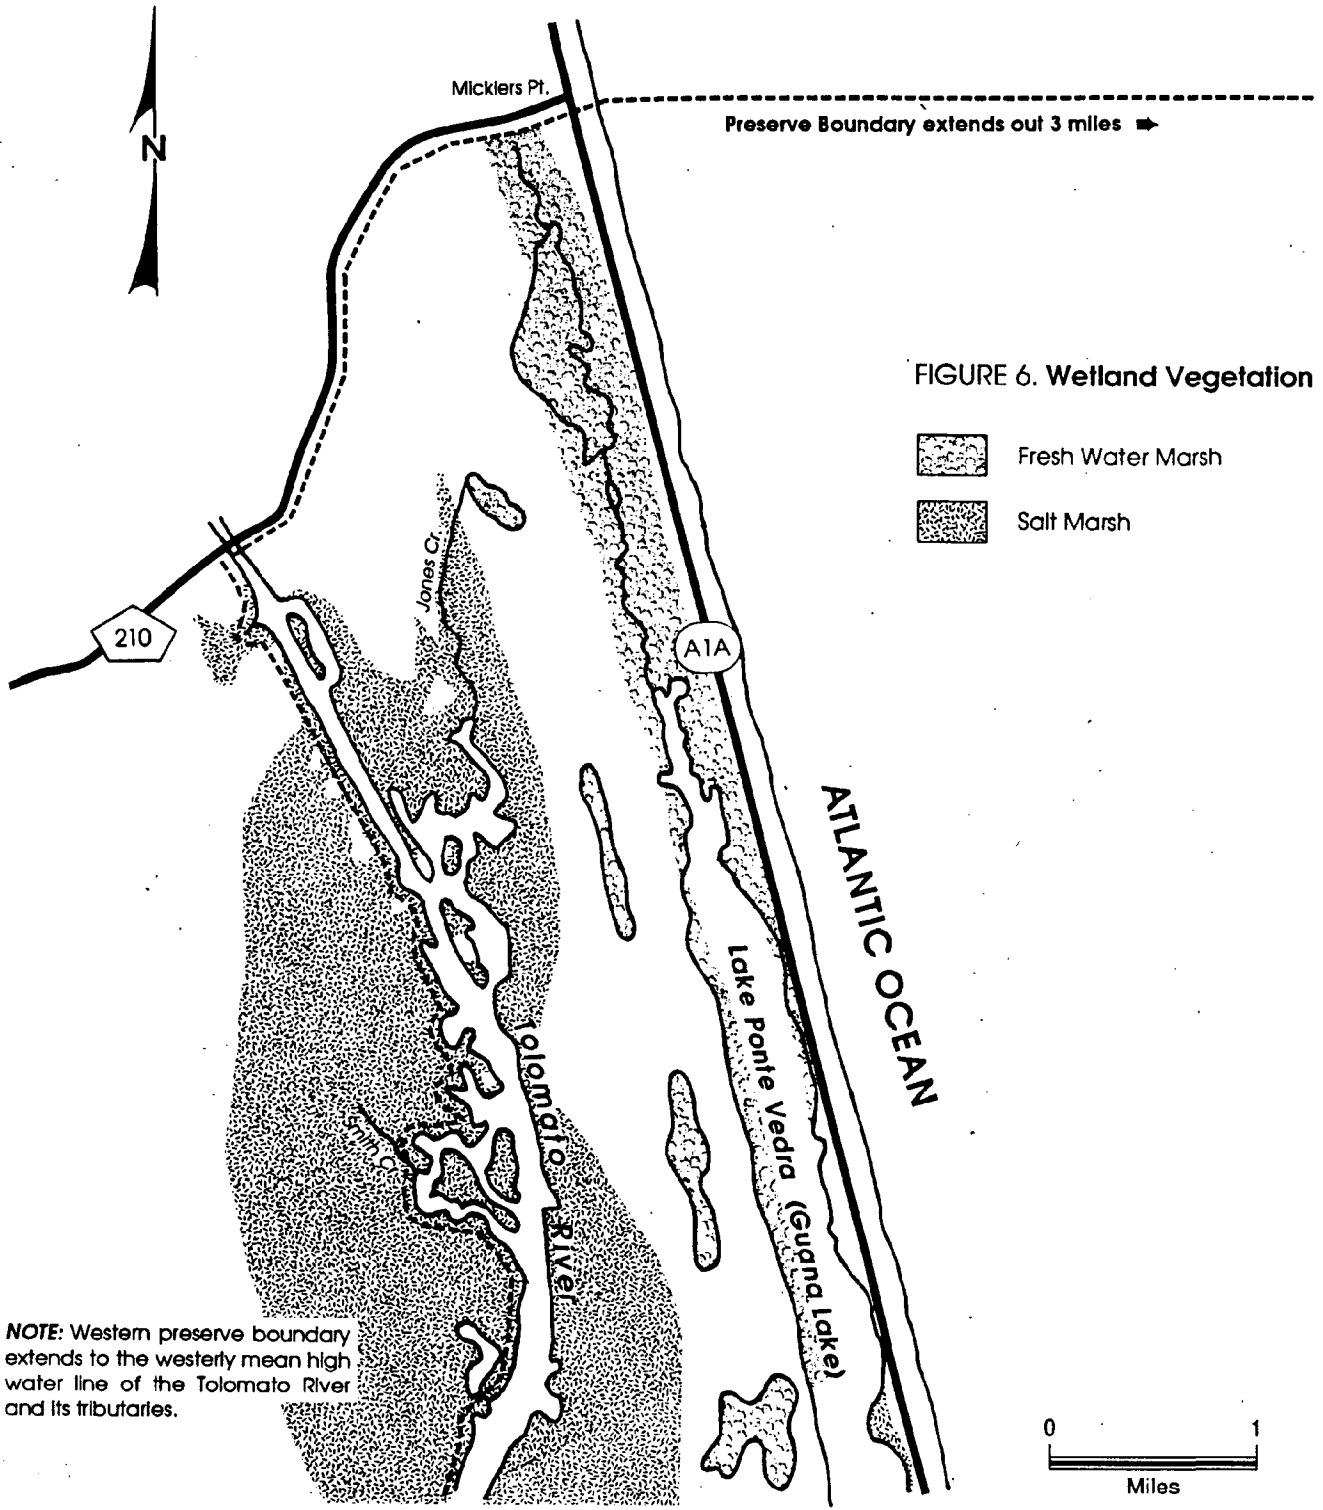 Micklers Pt.
Preserve Boundary extends out 3 miles
N
FIGURE 6. Wetland Vegetation
Fresh Water Marsh
Salt Marsh
Jones Cr.
210
A1A
ATLANTIC OCEAN
Lake Ponte Vedra (Guana Lake)
Tolomato River
NOTE: Western preserve boundary
extends to the westerly mean high
water line of the Tolomato River
and its tributaries.
0 1
Miles